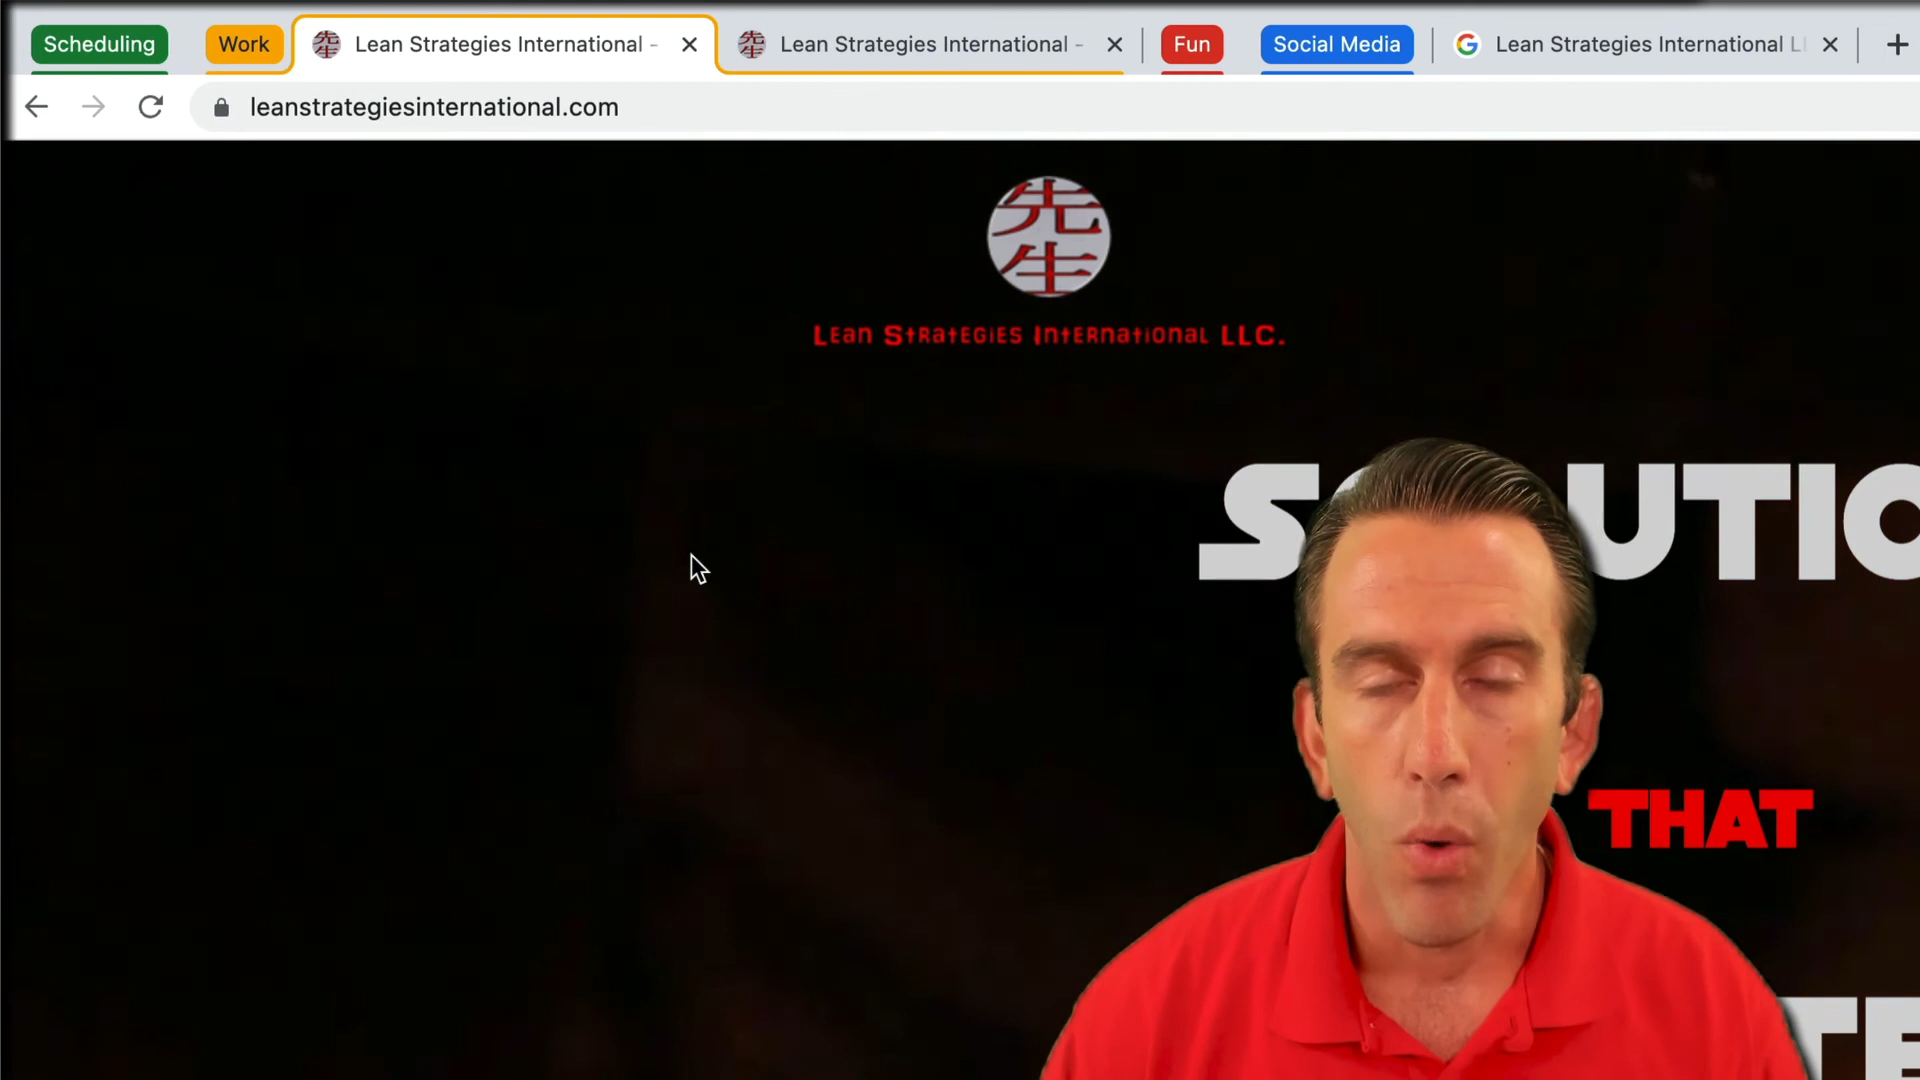 Scheduling
Work
Lean Strategies International -
Lean Strategies International -
Fun
Social Media
Lean Strategies International L
leanstrategiesinternational.com
先
生
Lean Strategies International LLC.
THAT